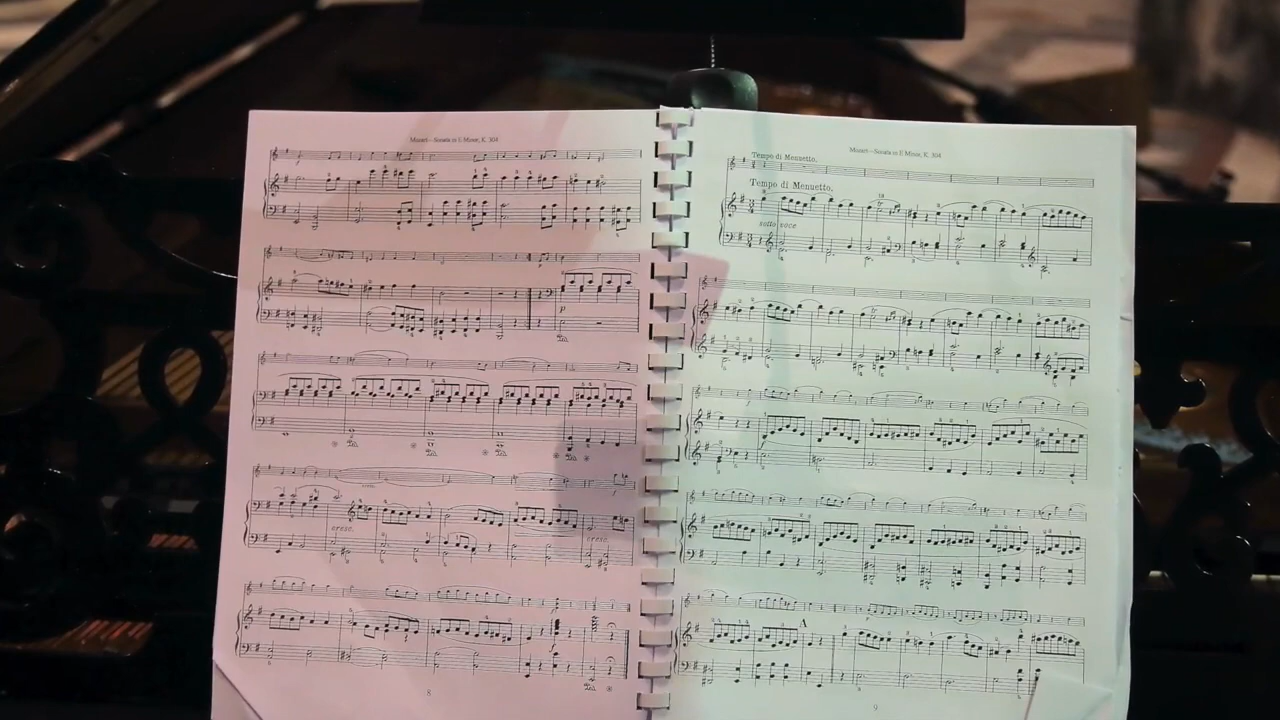 Mozart—Sonata in E Minor, K. 304
p
cresc.
cresc.
f
8
Mozart—Sonata in E Minor, K. 304
Tempo di Menuetto.
Tempo di Menuetto.
sotto voce
A
9